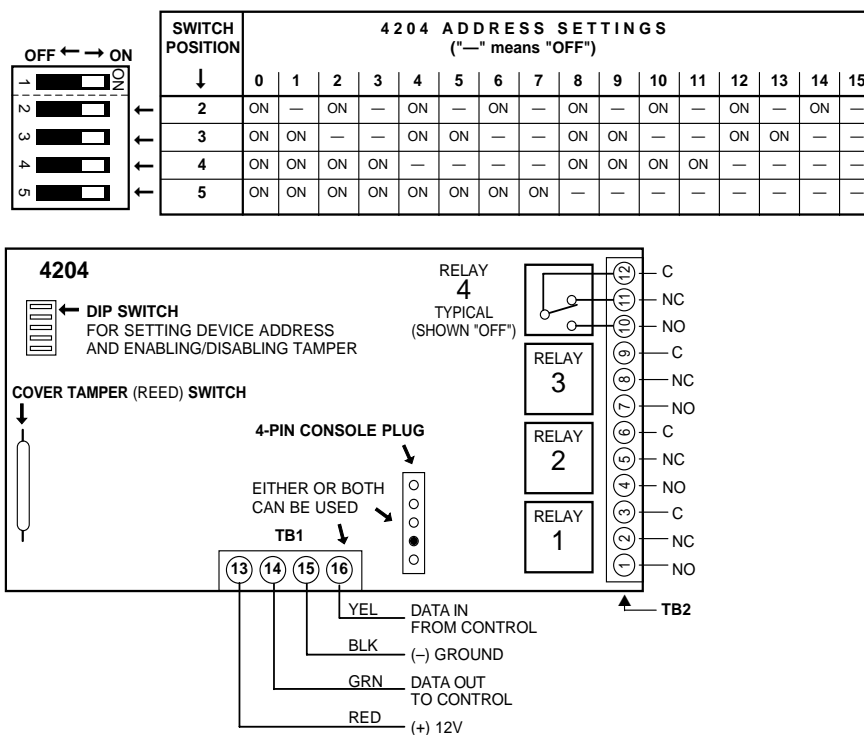 OFF ← → ON
ON
1
2
3
4
5
SWITCH POSITION ↓
4204 ADDRESS SETTINGS
("—" means "OFF")
0 1 2 3 4 5 6 7 8 9 10 11 12 13 14 15
2 ON — ON — ON — ON — ON — ON — ON — ON —
3 ON ON — — ON ON — — ON ON — — ON ON — —
4 ON ON ON ON — — — — ON ON ON ON — — — —
5 ON ON ON ON ON ON ON ON — — — — — — — —
4204
DIP SWITCH
FOR SETTING DEVICE ADDRESS
AND ENABLING/DISABLING TAMPER
COVER TAMPER (REED) SWITCH
4-PIN CONSOLE PLUG
EITHER OR BOTH
CAN BE USED
TB1
13 14 15 16
YEL DATA IN
FROM CONTROL
BLK (–) GROUND
GRN DATA OUT
TO CONTROL
RED (+) 12V
RELAY
4
TYPICAL
(SHOWN "OFF")
RELAY
3
RELAY
2
RELAY
1
12 C
11 NC
10 NO
9 C
8 NC
7 NO
6 C
5 NC
4 NO
3 C
2 NC
1 NO
TB2